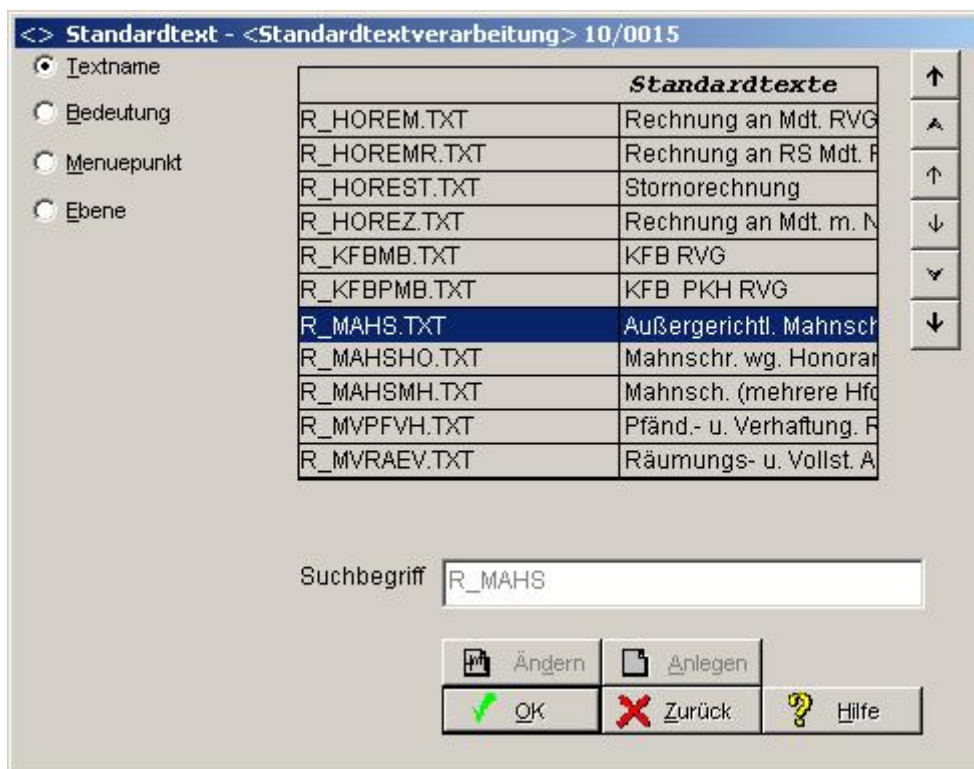 <> Standardtext - <Standardtextverarbeitung> 10/0015
Textname
Bedeutung
Menuepunkt
Ebene
Standardtexte
R_HOREM.TXT Rechnung an Mdt. RVG
R_HOREMR.TXT Rechnung an RS Mdt.
R_HOREST.TXT Stornorechnung
R_HOREZ.TXT Rechnung an Mdt. m. N
R_KFBMB.TXT KFB RVG
R_KFBPMB.TXT KFB PKH RVG
R_MAHS.TXT Außergerichtl. Mahnsch
R_MAHSHO.TXT Mahnschr. wg. Honorar
R_MAHSMH.TXT Mahnsch. (mehrere Hfd
R_MVPFVH.TXT Pfänd.- u. Verhaftung.
R_MVRAEV.TXT Räumungs- u. Vollst. A
Suchbegriff R_MAHS
Ändern Anlegen
OK Zurück Hilfe